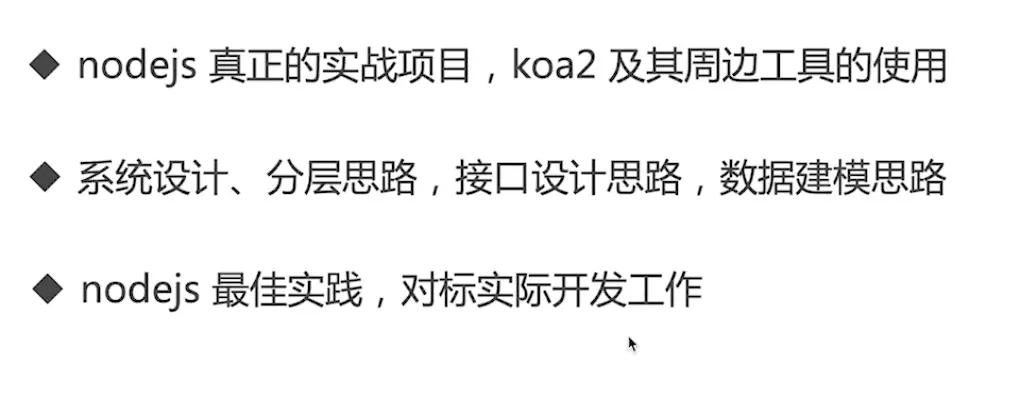 ◆ nodejs 真正的实战项目，koa2 及其周边工具的使用
◆ 系统设计、分层思路，接口设计思路，数据建模思路
◆ nodejs 最佳实践，对标实际开发工作